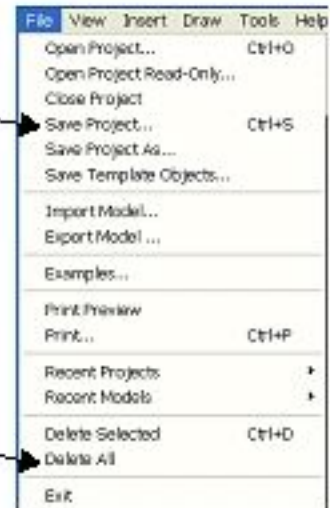 File View Insert Draw Tools Help
Open Project... Ctrl+O
Open Project Read-Only...
Close Project
Save Project... Ctrl+S
Save Project As...
Save Template Objects...
Import Model...
Export Model ...
Examples...
Print Preview
Print... Ctrl+P
Recent Projects
Recent Models
Delete Selected Ctrl+D
Delete All
Exit